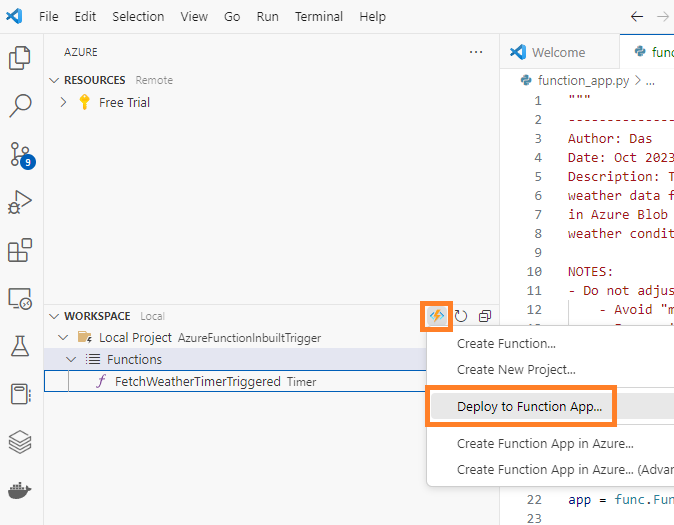 File Edit Selection View Go Run Terminal Help
AZURE
RESOURCES Remote
Free Trial
9
WORKSPACE Local
Local Project AzureFunctionInbuiltTrigger
Functions
FetchWeatherTimerTriggered Timer
Create Function...
Create New Project...
Deploy to Function App...
Create Function App in Azure...
Create Function App in Azure... (Advan
Welcome
func
function_app.py > ...
1 """
2 --------------
3 Author: Das
4 Date: Oct 2023
5 Description: T
6 weather data f
7 in Azure Blob
8 weather condit
9
10 NOTES:
11 - Do not adjus
12 - Avoid "m
22 app = func.Fun
23